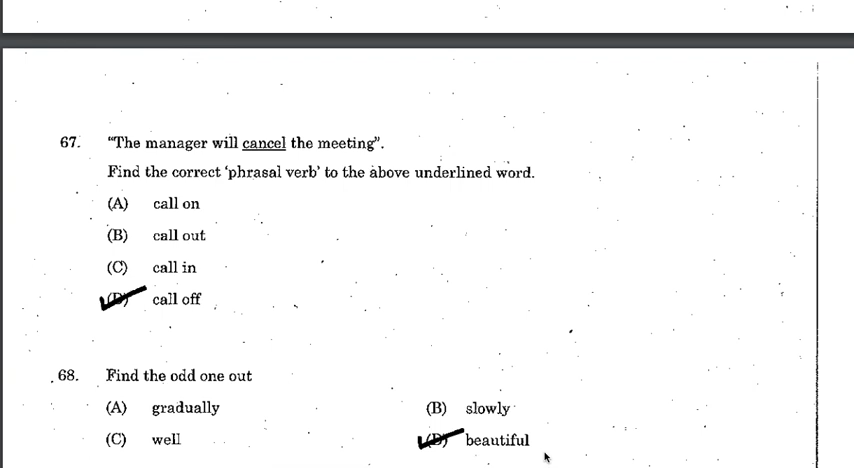 67. “The manager will cancel the meeting”.
Find the correct ‘phrasal verb’ to the above underlined word.
(A) call on
(B) call out
(C) call in
(D) call off
68. Find the odd one out
(A) gradually (B) slowly
(C) well (D) beautiful